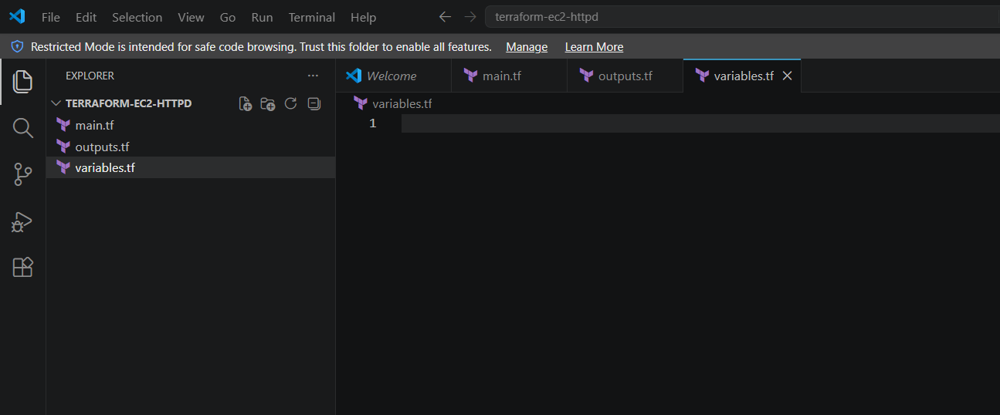 File Edit Selection View Go Run Terminal Help terraform-ec2-httpd
Restricted Mode is intended for safe code browsing. Trust this folder to enable all features. Manage Learn More
EXPLORER
TERRAFORM-EC2-HTTPD
main.tf
outputs.tf
variables.tf
Welcome main.tf outputs.tf variables.tf
variables.tf
1